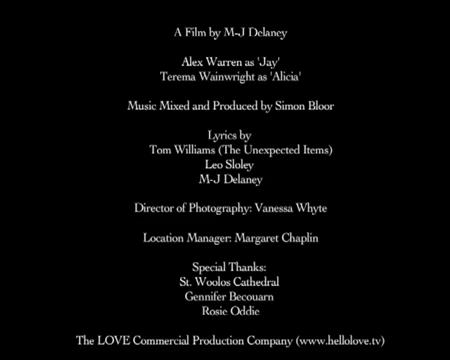 A Film by M-J Delaney
Alex Warren as 'Jay'
Terema Wainwright as 'Alicia'
Music Mixed and Produced by Simon Bloor
Lyrics by
Tom Williams (The Unexpected Items)
Leo Sloley
M-J Delaney
Director of Photography: Vanessa Whyte
Location Manager: Margaret Chaplin
Special Thanks:
St. Woolos Cathedral
Gennifer Becouarn
Rosie Oddie
The LOVE Commercial Production Company (www.hellolove.tv)